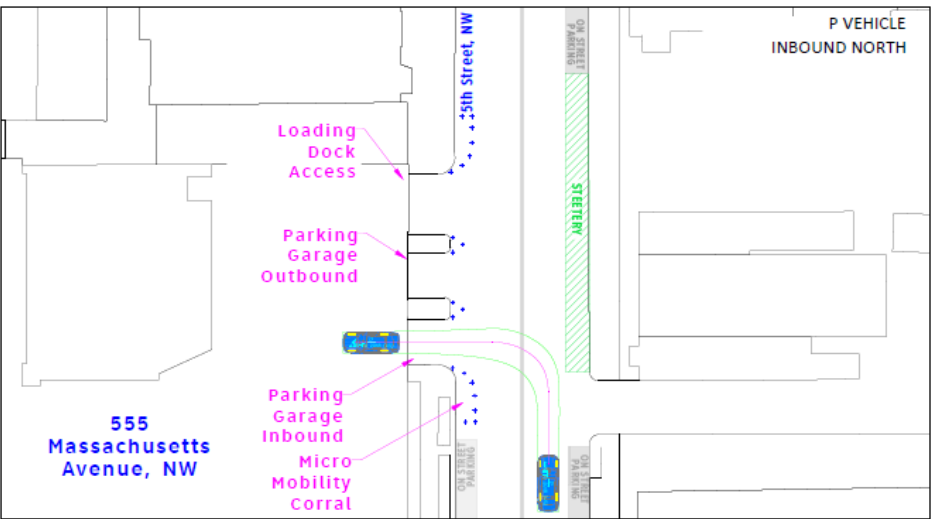 P VEHICLE
INBOUND NORTH
ON STREET
PARKING
5th Street, NW
Loading
Dock
Access
STEETERY
Parking
Garage
Outbound
Parking
Garage
Inbound
555
Massachusetts
Avenue, NW
Micro
Mobility
Corral
ON STREET
PARKING
ON STREET
PARKING